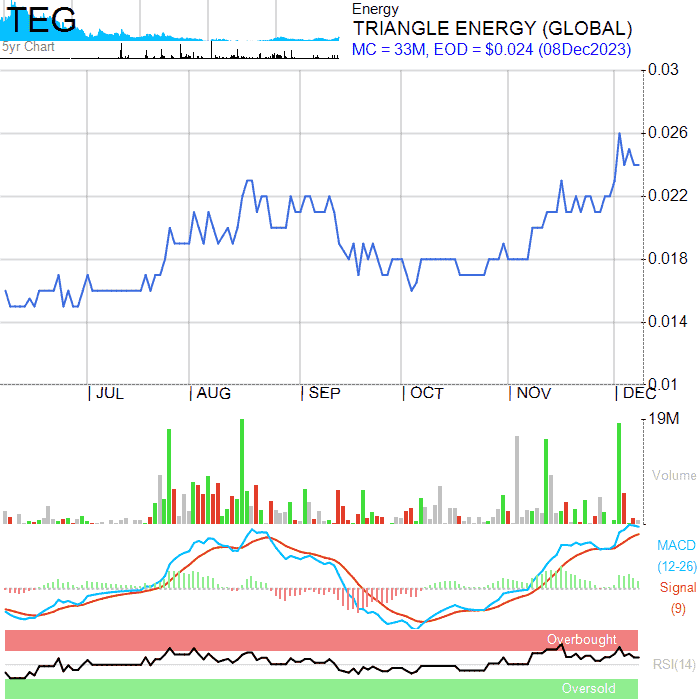 TEG
5yr Chart
Energy
TRIANGLE ENERGY (GLOBAL)
MC = 33M, EOD = $0.024 (08Dec2023)
0.03
0.026
0.022
0.018
0.014
0.01
JUL AUG SEP OCT NOV DEC
19M
Volume
MACD
(12-26)
Signal
(9)
Overbought
RSI(14)
Oversold